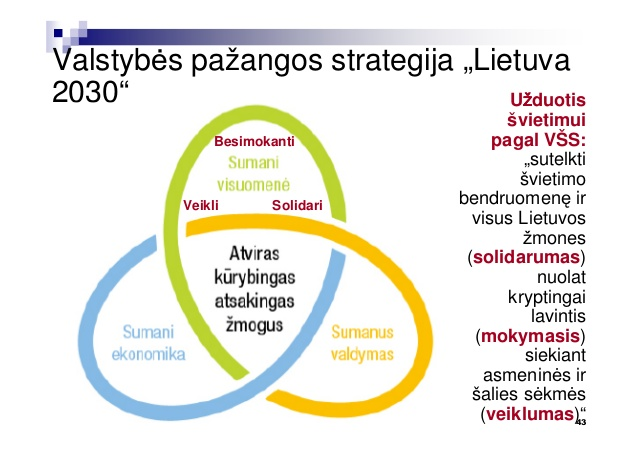 Valstybės pažangos strategija „Lietuva
2030“
Besimokanti
Sumani
visuomenė
Veikli
Solidari
Atviras
kūrybingas
atsakingas
žmogus
Sumani
ekonomika
Sumanus
valdymas
Užduotis
švietimui
pagal VŠS:
„sutelkti
švietimo
bendruomenę ir
visus Lietuvos
žmones
(solidarumas)
nuolat
kryptingai
lavintis
(mokymasis)
siekiant
asmeninės ir
šalies sėkmės
(veiklumas)“
43